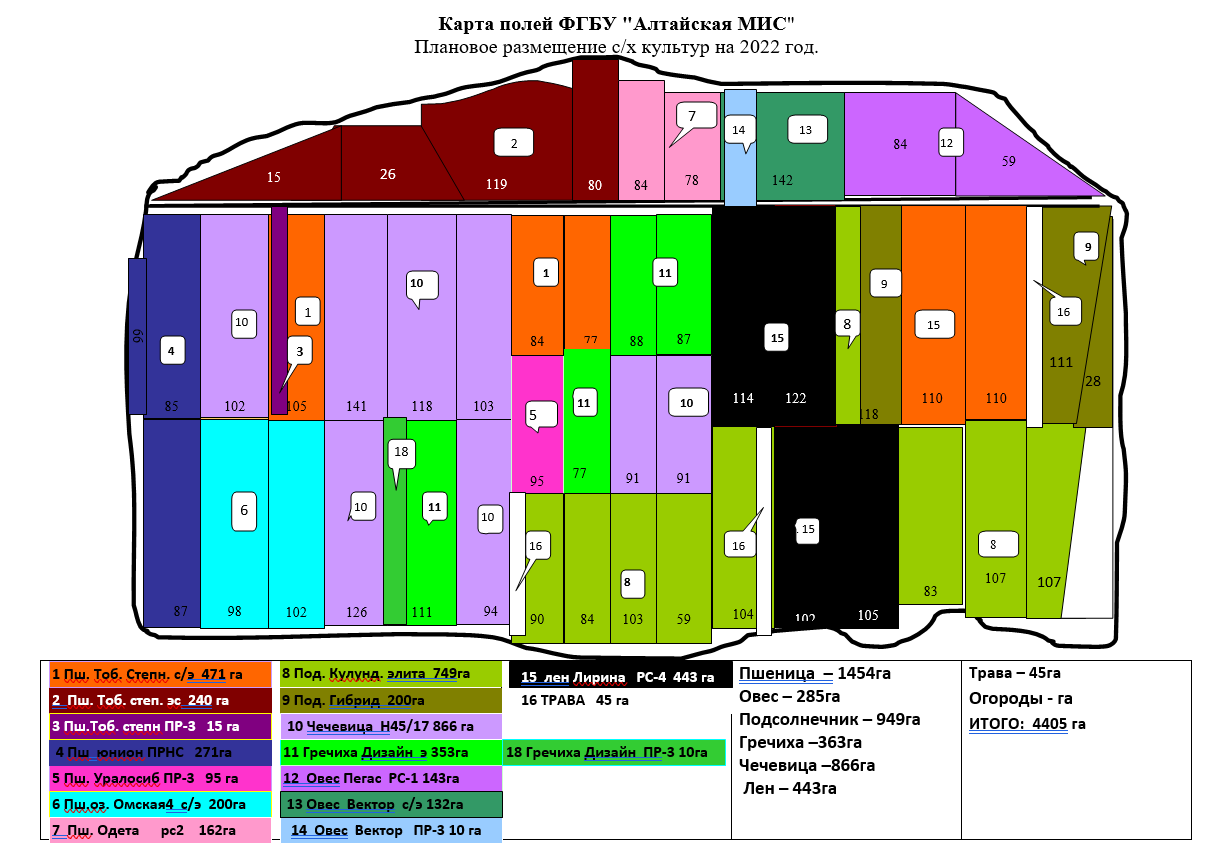 Карта полей ФГБУ "Алтайская МИС"
Плановое размещение с/х культур на 2022 год.
7
14
13
2
84
12
59
15
26
119
80
84
78
142
9
1
11
10
9
10
1
16
8
15
15
99
4
3
84
77
88
87
111
28
85
102
105
141
118
103
114
122
118
110
110
5
11
10
18
95
77
91
91
6
10
11
10
15
16
16
8
8
107
107
83
87
98
102
126
111
94
90
84
103
59
104
102
105
1 Пш. Тоб. Степн. с/э 471 га
2 Пш. Тоб. степ. эс 240 га
3 Пш.Тоб. степн ПР-3 15 га
4 Пш юнион ПРНС 271га
5 Пш. Уралосиб ПР-3 95 га
6 Пш.оз. Омская4 с/э 200га
7 Пш. Одета рс2 162га
8 Под. Кулунд. элита 749га
9 Под. Гибрид 200га
10 Чечевица Н45/17 866 га
11 Гречиха Дизайн э 353га
12 Овес Пегас РС-1 143га
13 Овес Вектор с/э 132га
14 Овес Вектор ПР-3 10 га
15 лен Лирина РС-4 443 га
16 ТРАВА 45 га
18 Гречиха Дизайн ПР-3 10га
Пшеница – 1454га
Овес – 285га
Подсолнечник – 949га
Гречиха –363га
Чечевица –866га
Лен – 443га
Трава – 45га
Огороды - га
ИТОГО: 4405 га